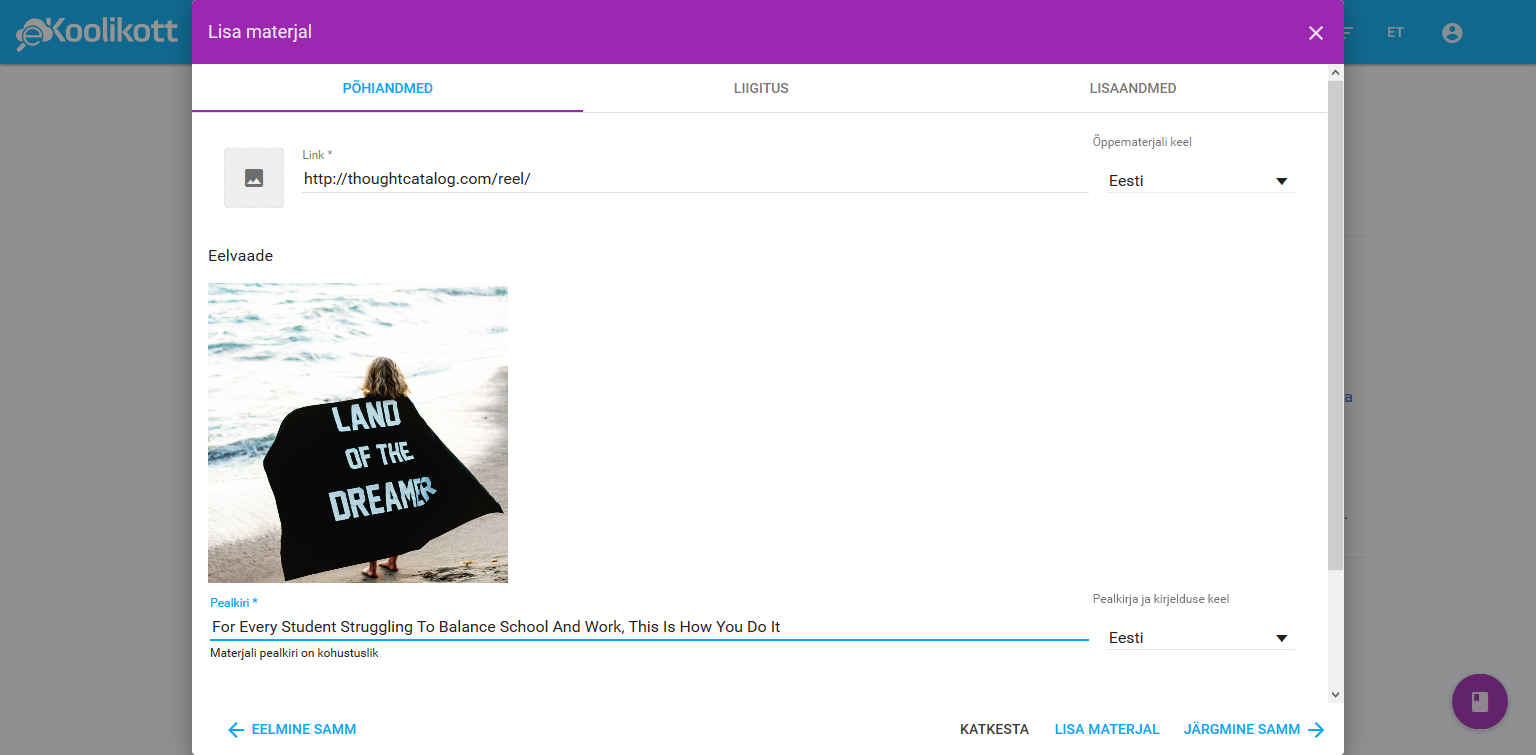 eKoolikott
Lisa materjal
ET
PÕHIANDMED
LIIGITUS
LISAANDMED
Link *
Õppematerjali keel
http://thoughtcatalog.com/reel/
Eesti
Eelvaade
LAND
OF THE
DREAMER
a
Pealkiri *
Pealkirja ja kirjelduse keel
For Every Student Struggling To Balance School And Work, This Is How You Do It
Eesti
Materjali pealkiri on kohustuslik
EELMINE SAMM
KATKESTA
LISA MATERJAL
JÄRGMINE SAMM